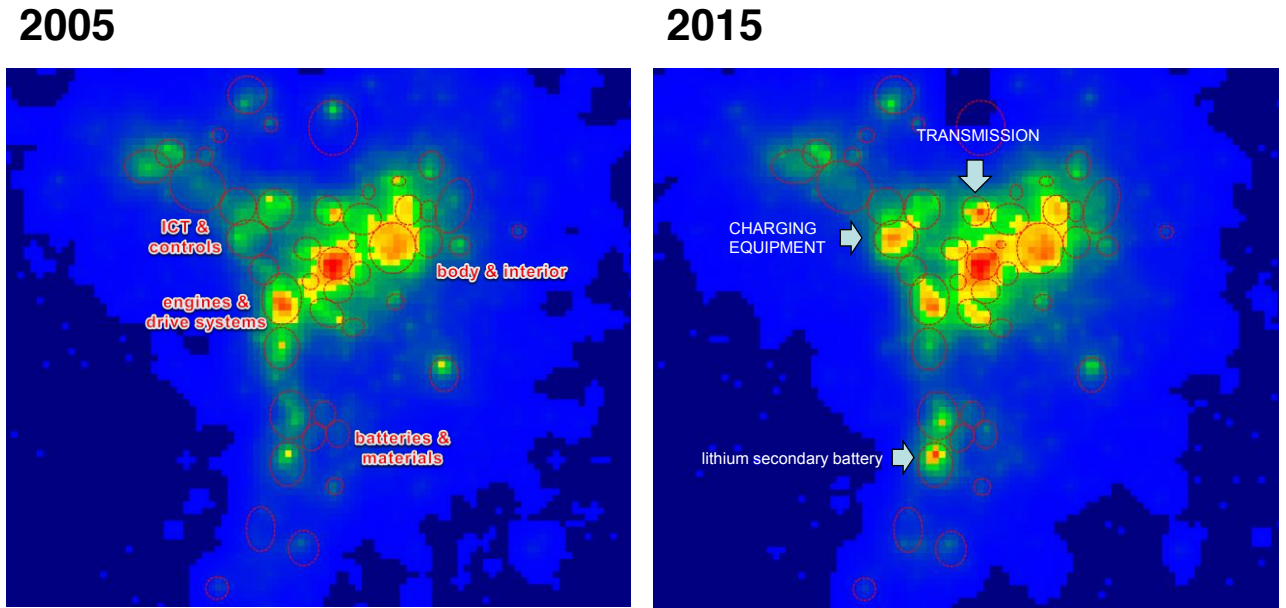 2005
2015
ICT &
controls
body & interior
engines &
drive systems
batteries &
materials
TRANSMISSION
CHARGING
EQUIPMENT
lithium secondary battery